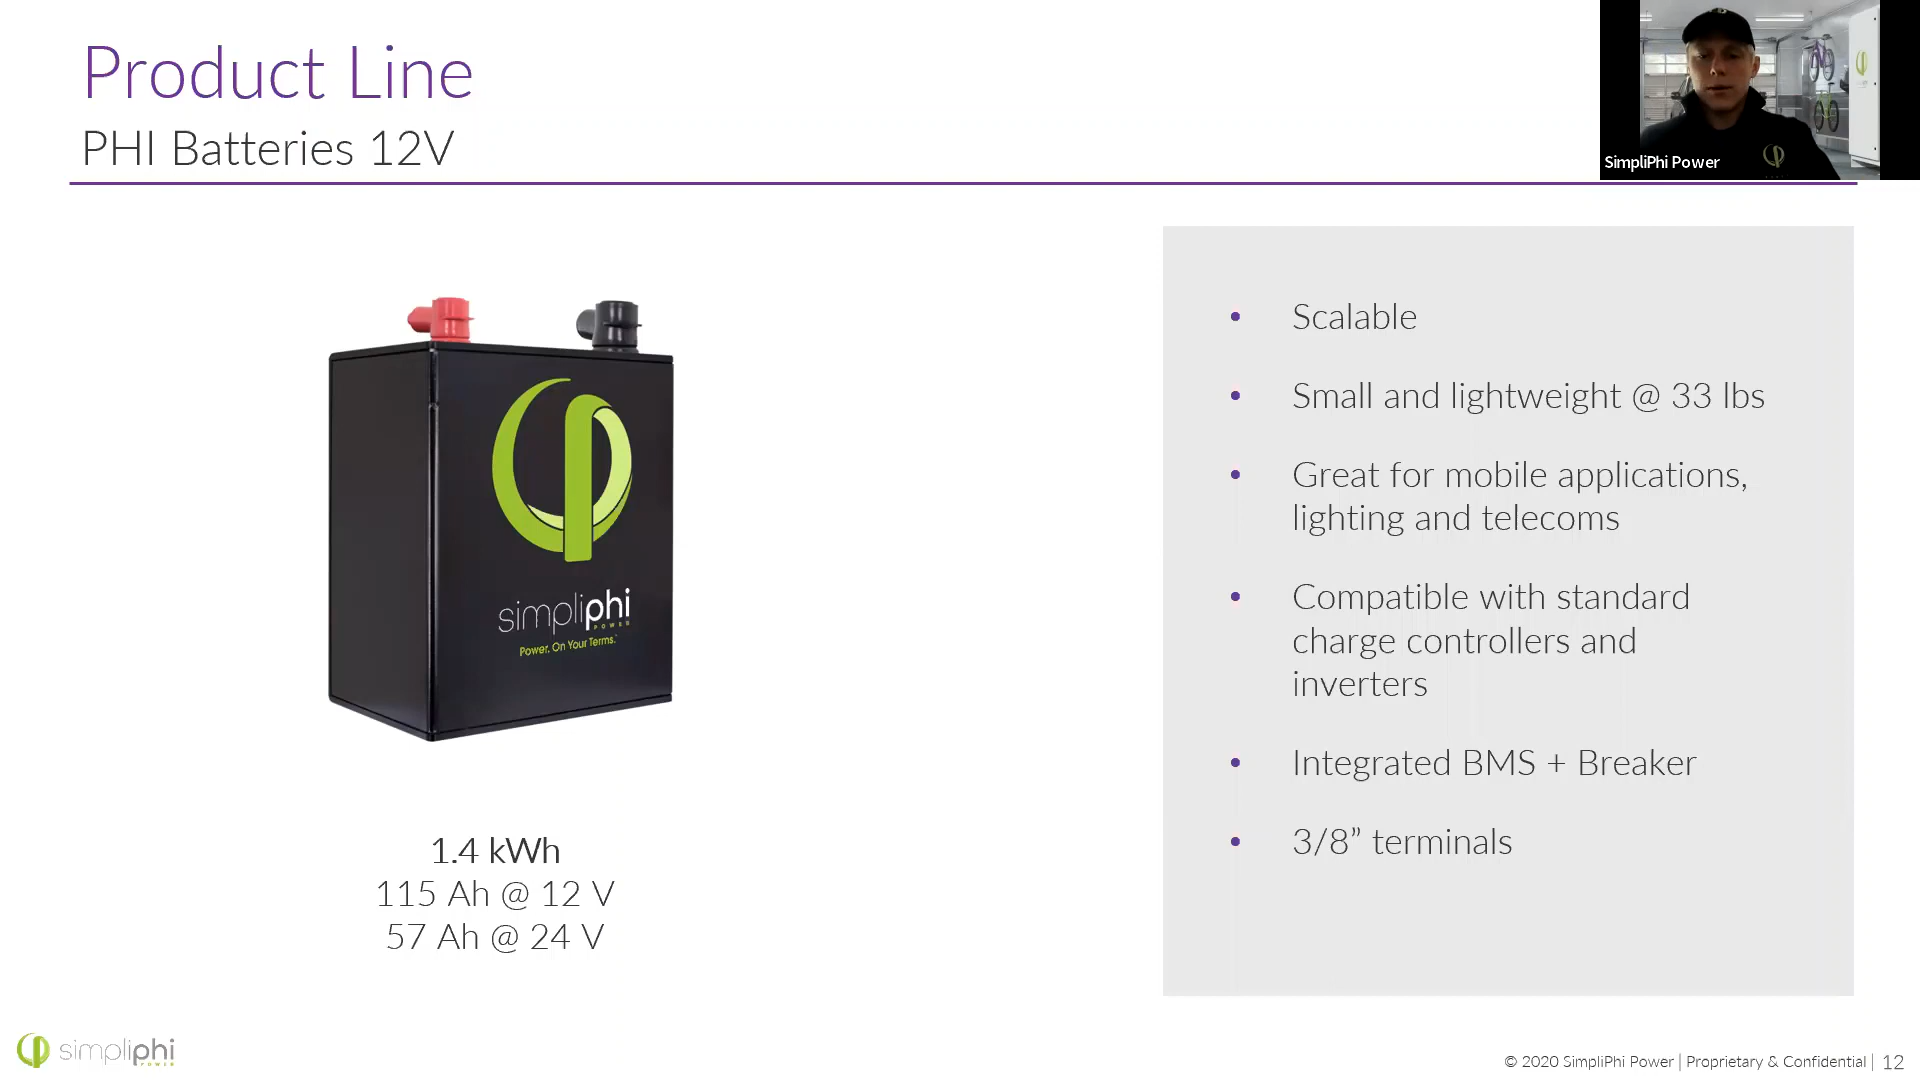 Product Line
PHI Batteries 12V
SimpliPhi Power
simpliphi
POWER
Power. On Your Terms.
1.4 kWh
115 Ah @ 12 V
57 Ah @ 24 V
• Scalable
• Small and lightweight @ 33 lbs
• Great for mobile applications,
lighting and telecoms
• Compatible with standard
charge controllers and
inverters
• Integrated BMS + Breaker
• 3/8” terminals
simpliphi
POWER
© 2020 SimpliPhi Power | Proprietary & Confidential | 12